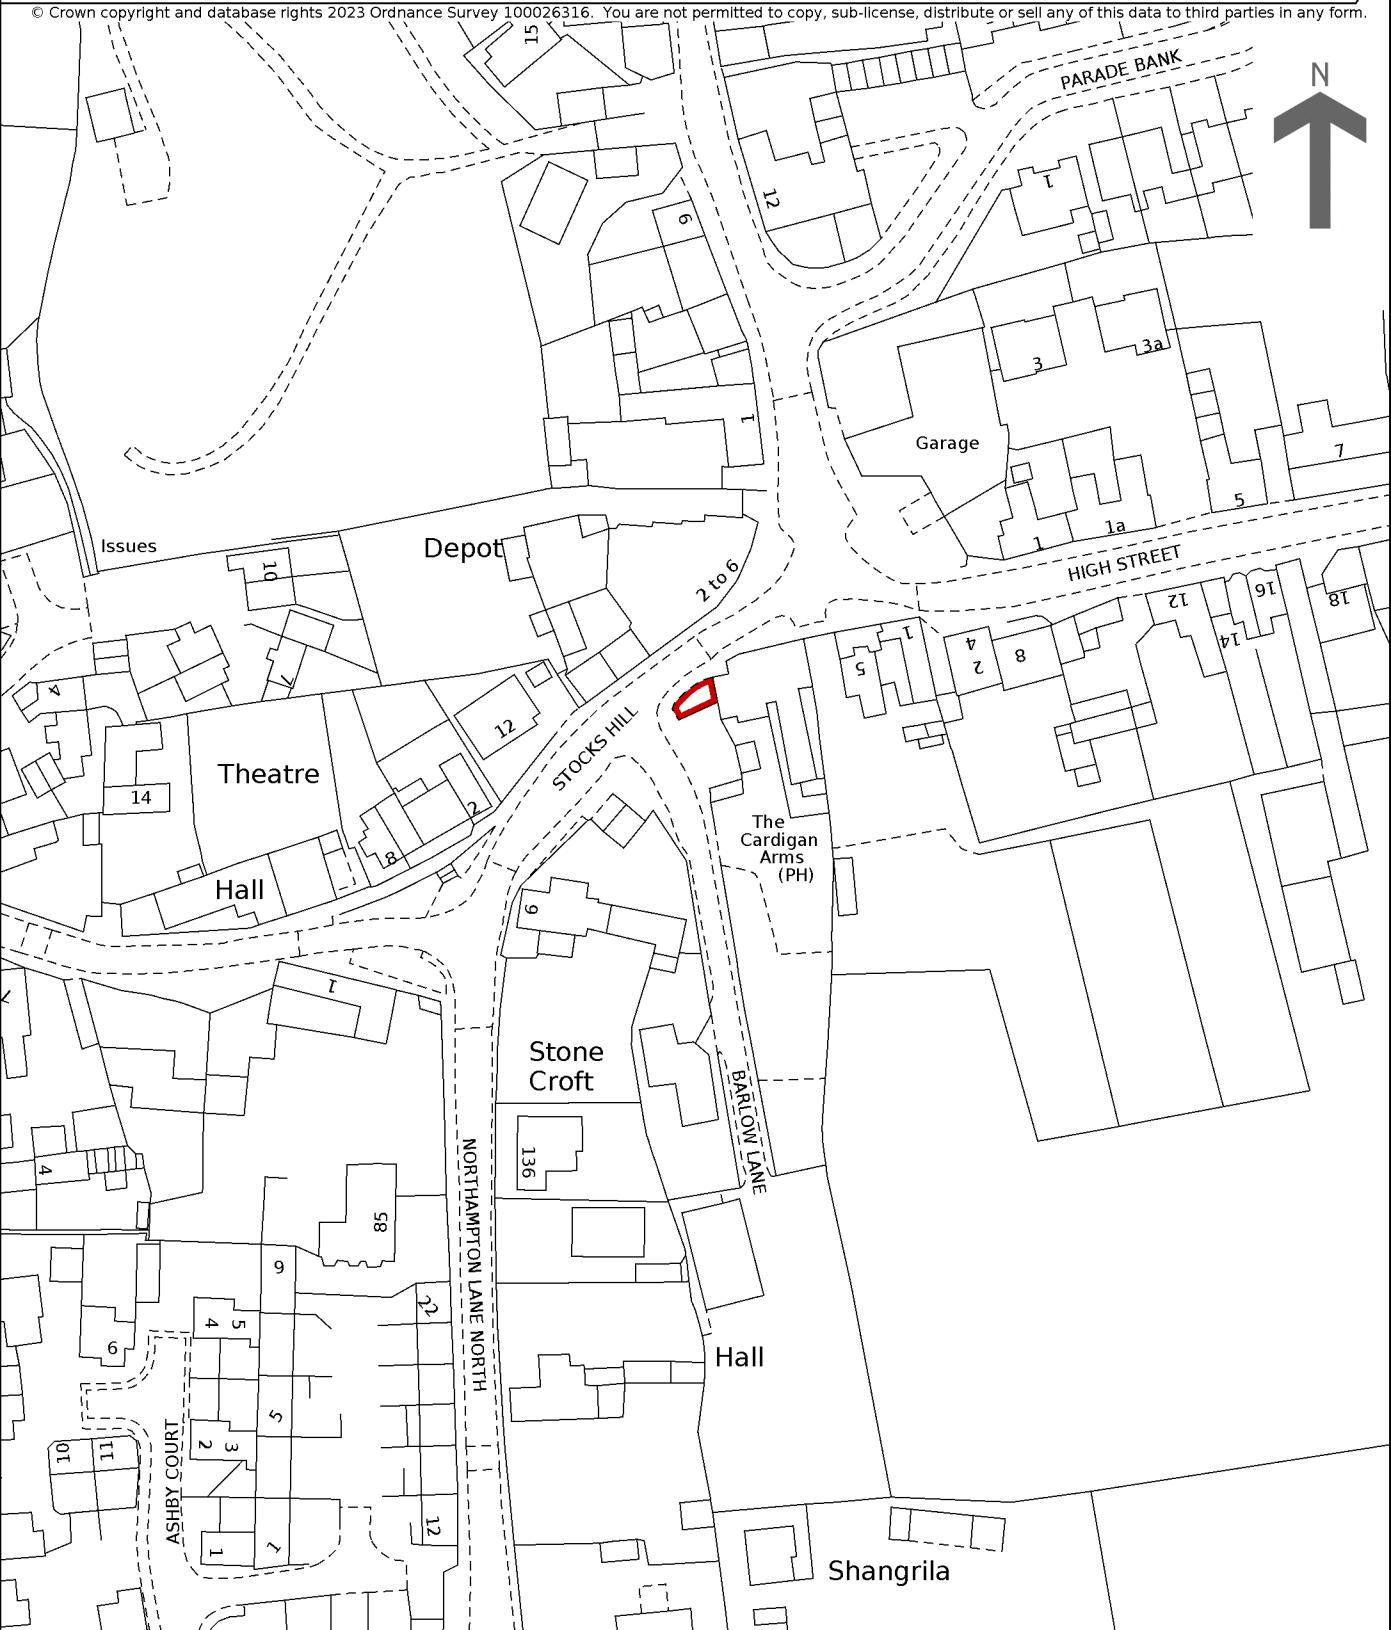 © Crown copyright and database rights 2023 Ordnance Survey 100026316.  You are not permitted to copy, sub-license, distribute or sell any of this data to third parties in any form.
15
PARADE BANK
N
12
1
6
3
3a
1
Garage
7
5
1a
1
Issues
Depot
10
HIGH STREET
2 to 6
12
16
18
14
1
4
2
8
5
7
4
STOCKS HILL
12
Theatre
14
2
8
The
Cardigan
Arms
(PH)
Hall
9
1
7
Stone
Croft
BARLOW LANE
136
4
NORTHAMPTON LANE NORTH
58
9
22
4
5
6
Hall
5
2
3
10
11
ASHBY COURT
12
1
1
Shangrila